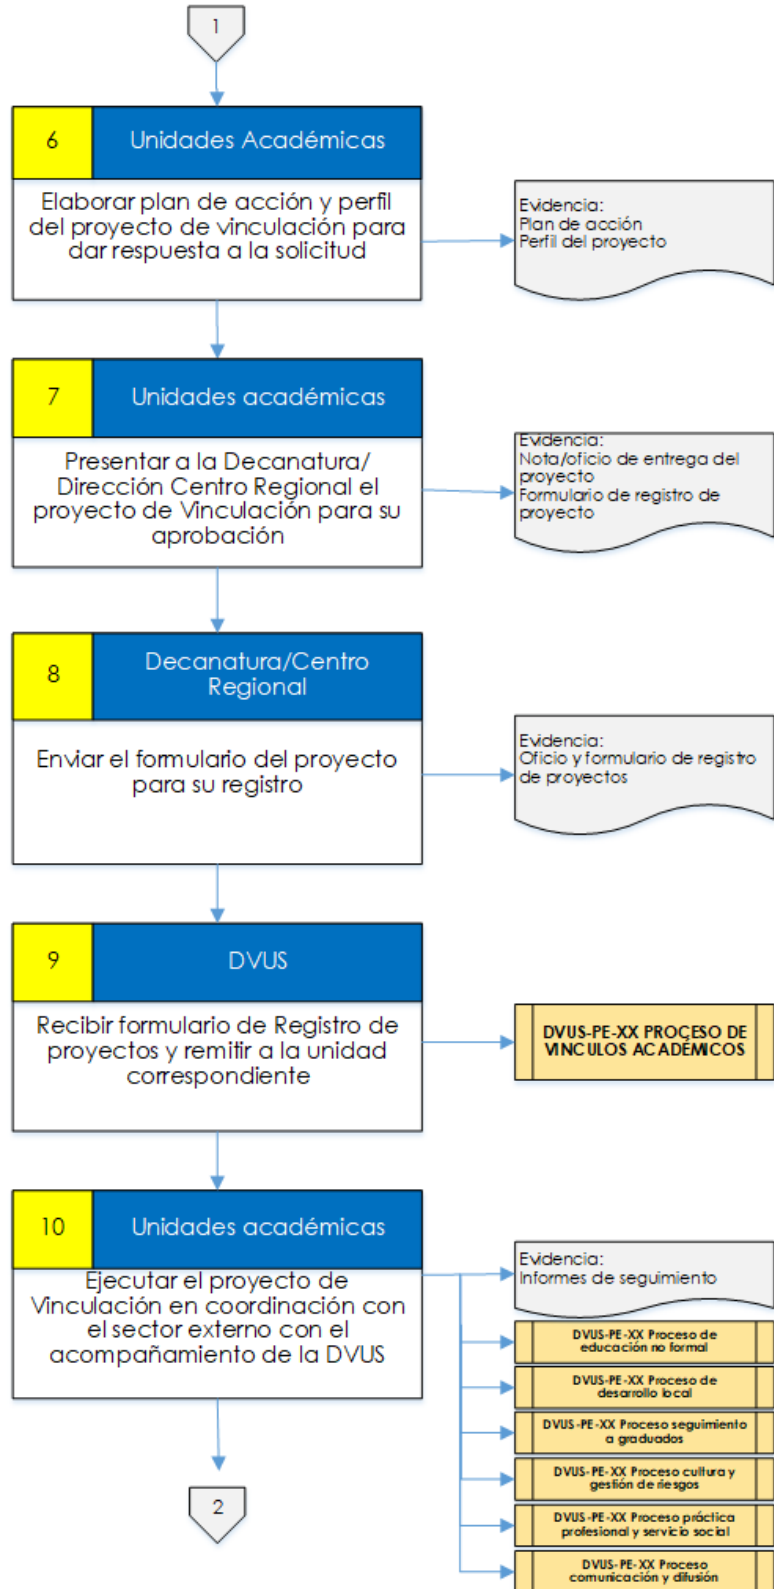 1
6
Unidades Académicas
Elaborar plan de acción y perfil
del proyecto de vinculación para
dar respuesta a la solicitud
Evidencia:
Plan de acción
Perfil del proyecto
7
Unidades académicas
Presentar a la Decanatura/
Dirección Centro Regional el
proyecto de Vinculación para su
aprobación
Evidencia:
Nota/oficio de entrega del
proyecto
Formulario de registro de
proyecto
8
Decanatura/Centro
Regional
Enviar el formulario del proyecto
para su registro
Evidencia:
Oficio y formulario de registro
de proyectos
9
DVUS
Recibir formulario de Registro de
proyectos y remitir a la unidad
correspondiente
DVUS-PE-XX PROCESO DE
VINCULOS ACADÉMICOS
10
Unidades académicas
Ejecutar el proyecto de
Vinculación en coordinación con
el sector externo con el
acompañamiento de la DVUS
Evidencia:
Informes de seguimiento
DVUS-PE-XX Proceso de
educación no formal
DVUS-PE-XX Proceso de
desarrollo local
DVUS-PE-XX Proceso seguimiento
a graduados
DVUS-PE-XX Proceso cultura y
gestión de riesgos
DVUS-PE-XX Proceso práctica
profesional y servicio social
DVUS-PE-XX Proceso
comunicación y difusión
2